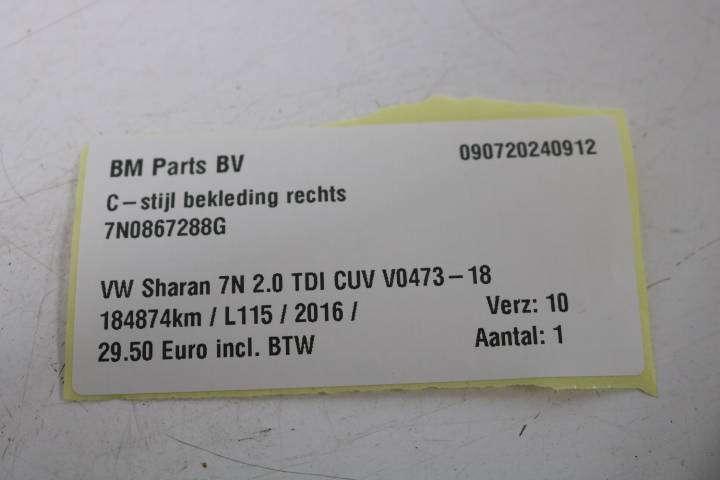 BM Parts BV 090720240912
C-stijl bekleding rechts
7N0867288G
VW Sharan 7N 2.0 TDI CUV V0473-18
184874km / L115 / 2016 / Verz: 10
29.50 Euro incl. BTW Aantal: 1